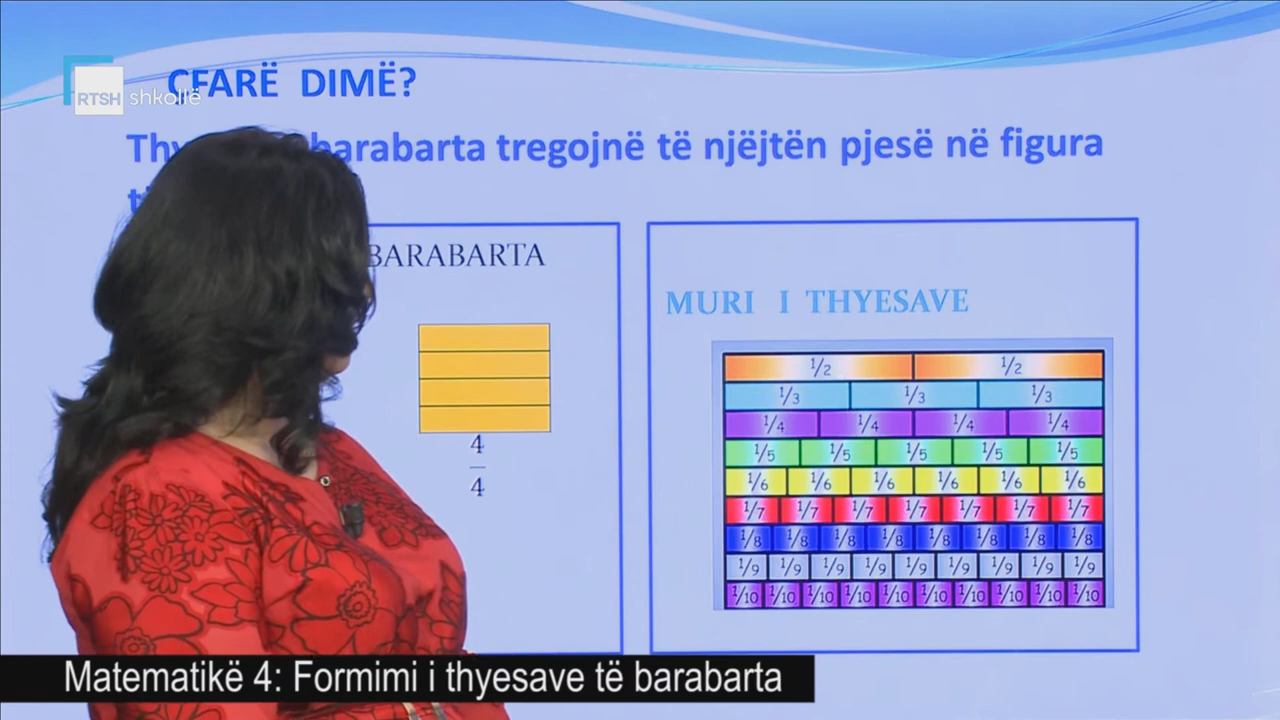 CFARË DIMË?
RTSH shkollë
barabarta tregojnë të njëjtën pjesë në figura
BARABARTA
MURI I THYESAVE
1/2 1/2
1/3 1/3 1/3
1/4 1/4 1/4 1/4
1/5 1/5 1/5 1/5 1/5
1/6 1/6 1/6 1/6 1/6 1/6
1/7 1/7 1/7 1/7 1/7 1/7 1/7
1/8 1/8 1/8 1/8 1/8 1/8 1/8 1/8
1/9 1/9 1/9 1/9 1/9 1/9 1/9 1/9 1/9
1/10 1/10 1/10 1/10 1/10 1/10 1/10 1/10 1/10 1/10
4
4
Matematikë 4: Formimi i thyesave të barabarta